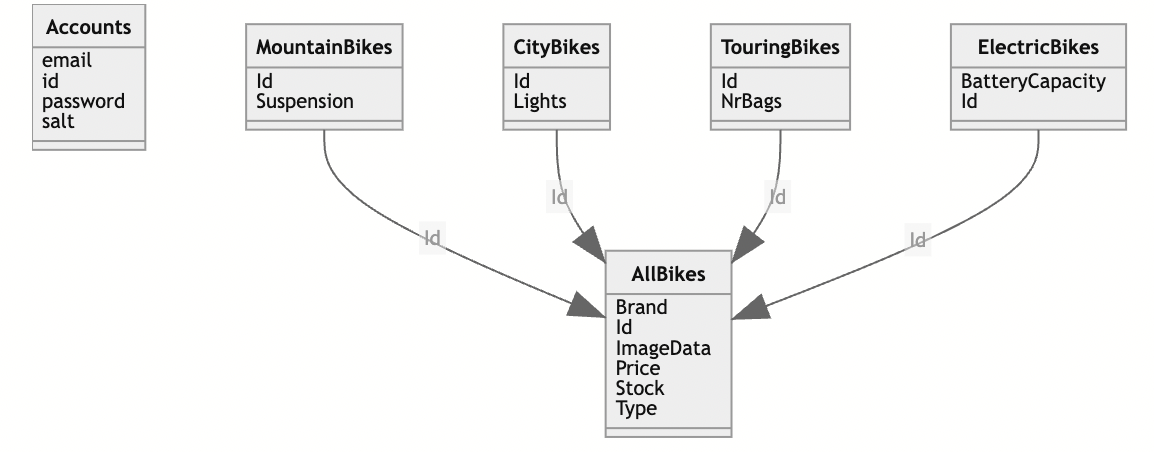 Accounts
email
id
password
salt
MountainBikes
Id
Suspension
CityBikes
Id
Lights
TouringBikes
Id
NrBags
ElectricBikes
BatteryCapacity
Id
Id
Id
Id
Id
AllBikes
Brand
Id
ImageData
Price
Stock
Type